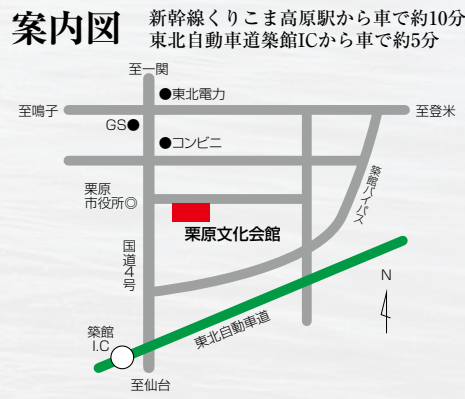 案内図
新幹線くりこま高原駅から車で約10分
東北自動車道築館ICから車で約5分
至一関
●東北電力
至鳴子
至登米
GS●
●コンビニ
築館バイパス
栗原
市役所◎
栗原文化会館
国道4号
N
東北自動車道
築館
I.C
至仙台